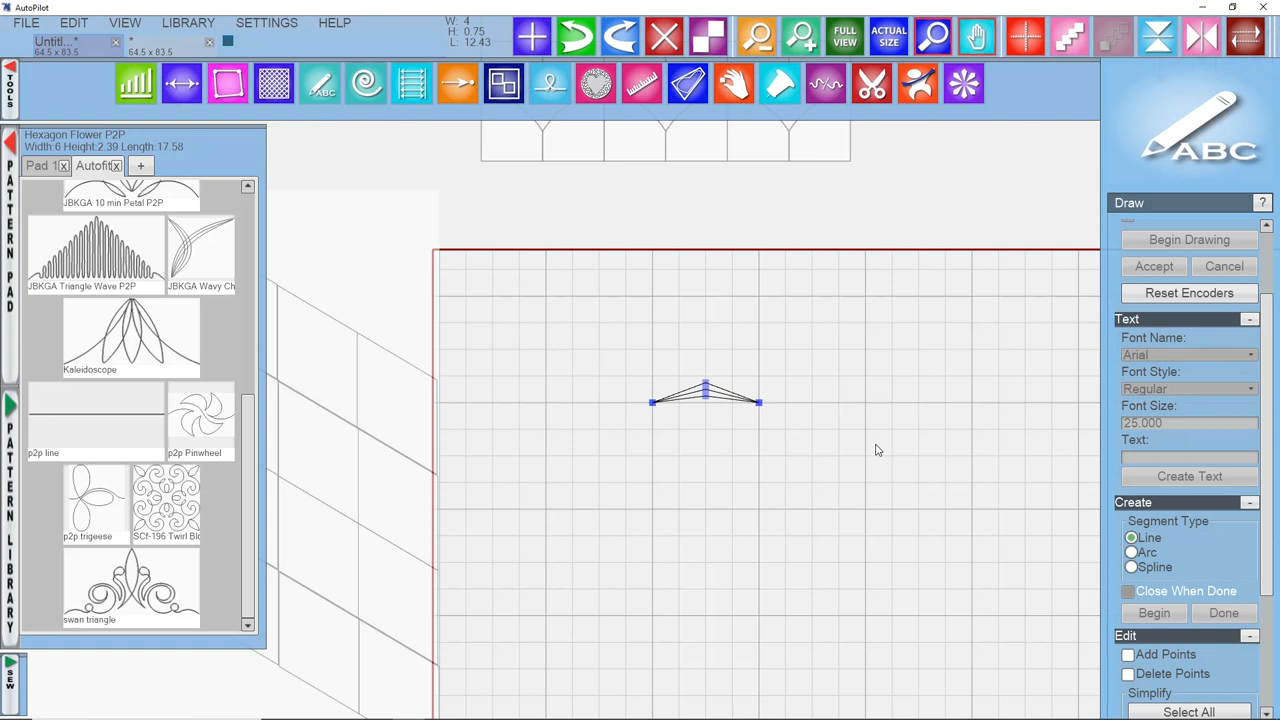 AutoPilot
FILE EDIT VIEW LIBRARY SETTINGS HELP
W: 4
H: 0.75
L: 12.43
Untitl...* x
64.5 x 83.5
* x
64.5 x 83.5
FULL VIEW
ACTUAL SIZE
TOOLS
ABC
PATTERN PAD
PATTERN LIBRARY
SEW
Hexagon Flower P2P
Width:6 Height:2.39 Length:17.58
Pad 1 x Autofit x +
JBKGA 10 min Petal P2P
JBKGA Triangle Wave P2P
JBKGA Wavy Ch
Kaleidoscope
p2p line
p2p Pinwheel
p2p trigeese
SCf-196 Twirl Blo
swan triangle
ABC
Draw ?
Begin Drawing
Accept Cancel
Reset Encoders
Text -
Font Name:
Arial
Font Style:
Regular
Font Size:
25.000
Text:
Create Text
Create -
Segment Type
Line
Arc
Spline
Close When Done
Begin Done
Edit -
Add Points
Delete Points
Simplify
Select All